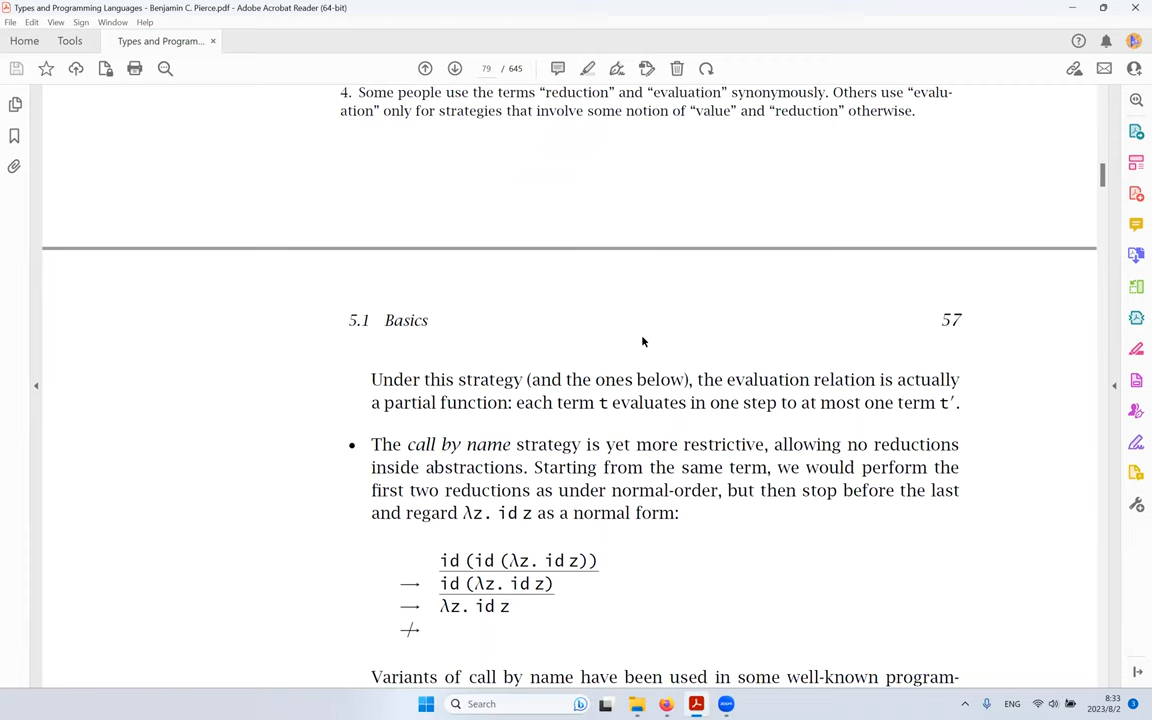 Types and Programming Languages - Benjamin C. Pierce.pdf - Adobe Acrobat Reader (64-bit)
File Edit View Sign Window Help
Home Tools Types and Program... ×
79 / 645
4. Some people use the terms “reduction” and “evaluation” synonymously. Others use “evalu-
ation” only for strategies that involve some notion of “value” and “reduction” otherwise.
5.1 Basics 57
Under this strategy (and the ones below), the evaluation relation is actually
a partial function: each term t evaluates in one step to at most one term t′.
• The call by name strategy is yet more restrictive, allowing no reductions
inside abstractions. Starting from the same term, we would perform the
first two reductions as under normal-order, but then stop before the last
and regard λz. id z as a normal form:
id (id (λz. id z))
→ id (λz. id z)
→ λz. id z
↛
Variants of call by name have been used in some well-known program-
Search
ENG
8:33
2023/8/2
3
zoom